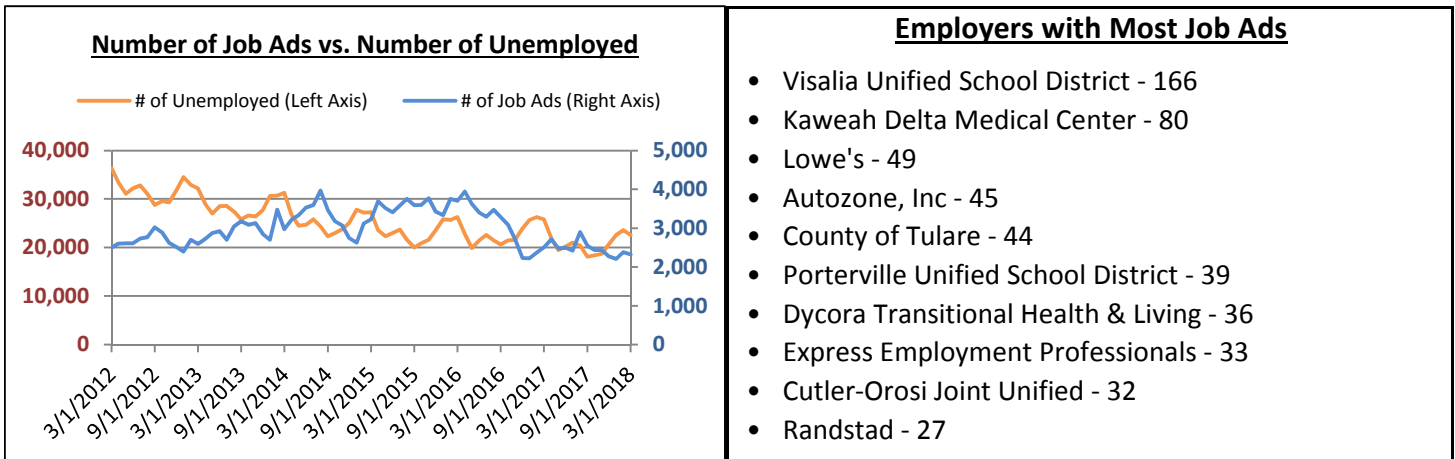 Number of Job Ads vs. Number of Unemployed
# of Unemployed (Left Axis)
# of Job Ads (Right Axis)
40,000
30,000
20,000
10,000
0
5,000
4,000
3,000
2,000
1,000
0
3/1/2012
9/1/2012
3/1/2013
9/1/2013
3/1/2014
9/1/2014
3/1/2015
9/1/2015
3/1/2016
9/1/2016
3/1/2017
9/1/2017
3/1/2018
Employers with Most Job Ads
• Visalia Unified School District - 166
• Kaweah Delta Medical Center - 80
• Lowe's - 49
• Autozone, Inc - 45
• County of Tulare - 44
• Porterville Unified School District - 39
• Dycora Transitional Health & Living - 36
• Express Employment Professionals - 33
• Cutler-Orosi Joint Unified - 32
• Randstad - 27